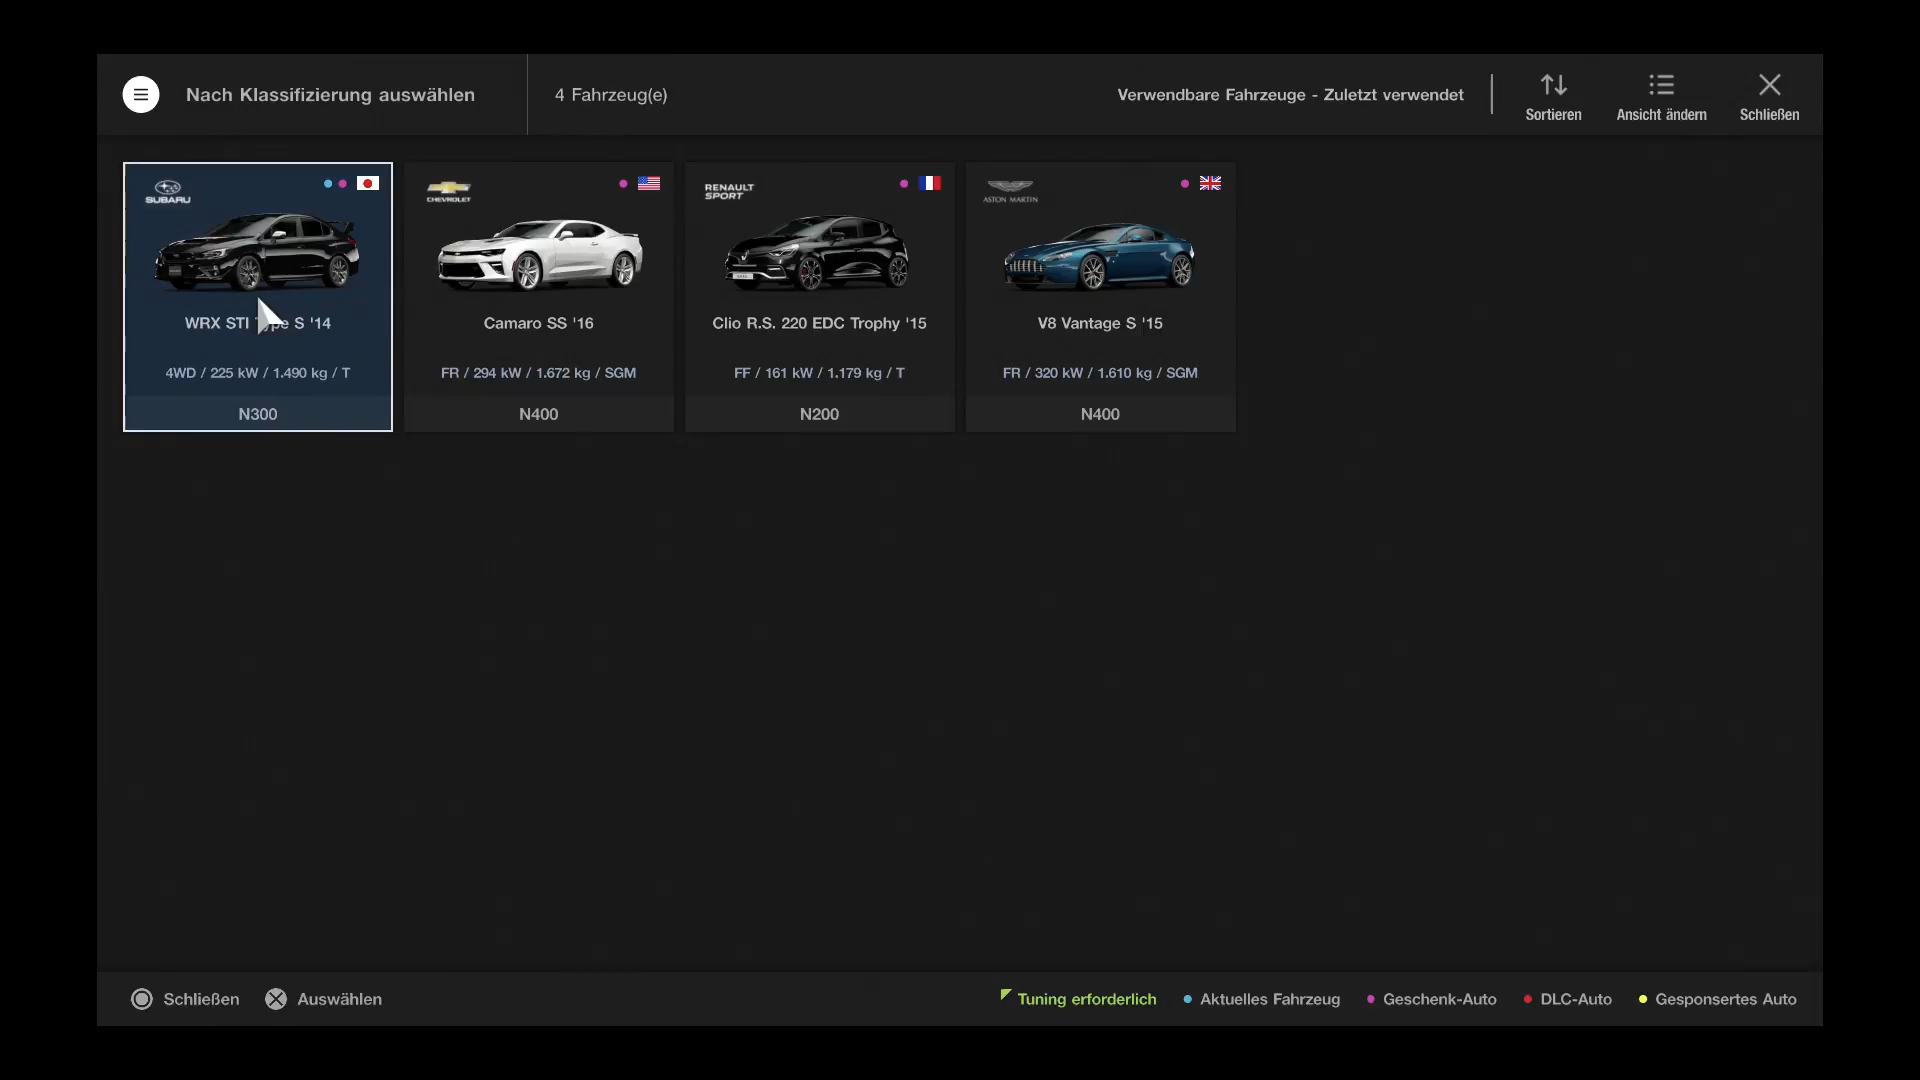 Nach Klassifizierung auswählen
4 Fahrzeug(e)
Verwendbare Fahrzeuge - Zuletzt verwendet
Sortieren
Ansicht ändern
Schließen
SUBARU
WRX STI Type S '14
4WD / 225 kW / 1.490 kg / T
N300
CHEVROLET
Camaro SS '16
FR / 294 kW / 1.672 kg / SGM
N400
RENAULT
SPORT
Clio R.S. 220 EDC Trophy '15
FF / 161 kW / 1.179 kg / T
N200
ASTON MARTIN
V8 Vantage S '15
FR / 320 kW / 1.610 kg / SGM
N400
Schließen
Auswählen
Tuning erforderlich
Aktuelles Fahrzeug
Geschenk-Auto
DLC-Auto
Gesponsertes Auto